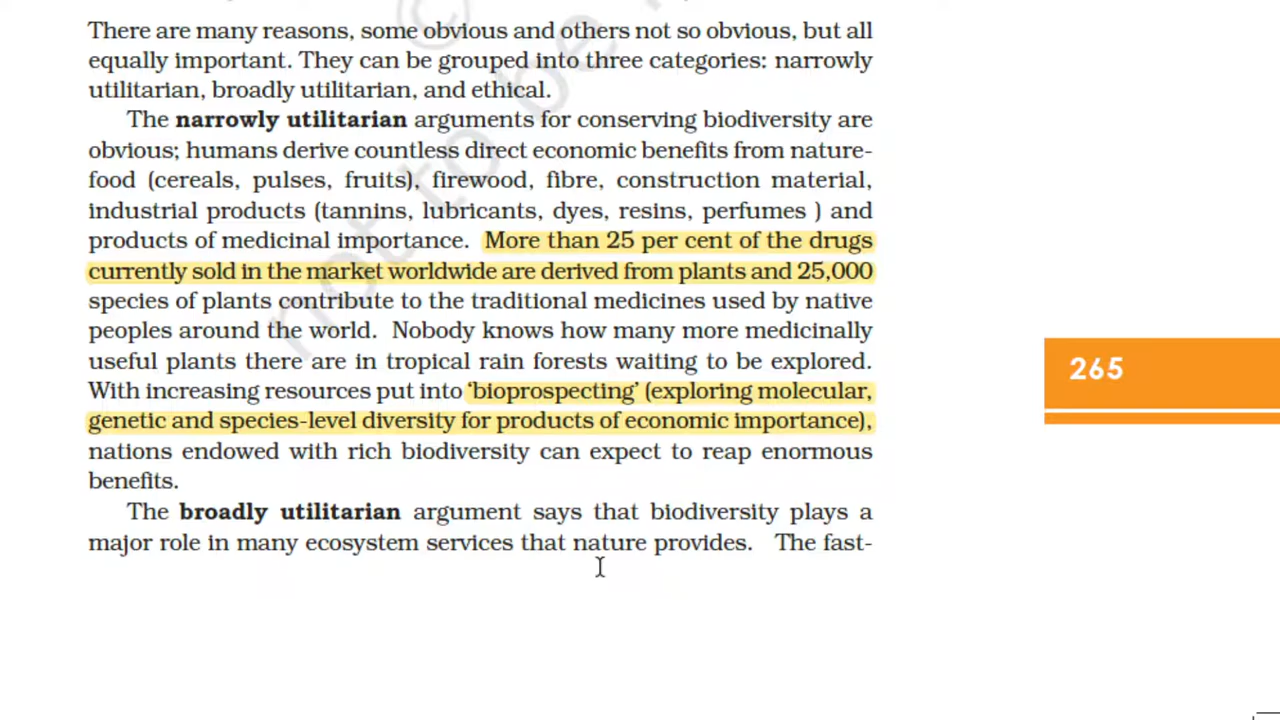 There are many reasons, some obvious and others not so obvious, but all
equally important. They can be grouped into three categories: narrowly
utilitarian, broadly utilitarian, and ethical.
The narrowly utilitarian arguments for conserving biodiversity are
obvious; humans derive countless direct economic benefits from nature-
food (cereals, pulses, fruits), firewood, fibre, construction material,
industrial products (tannins, lubricants, dyes, resins, perfumes ) and
products of medicinal importance. More than 25 per cent of the drugs
currently sold in the market worldwide are derived from plants and 25,000
species of plants contribute to the traditional medicines used by native
peoples around the world. Nobody knows how many more medicinally
useful plants there are in tropical rain forests waiting to be explored.
With increasing resources put into ‘bioprospecting’ (exploring molecular,
genetic and species-level diversity for products of economic importance),
nations endowed with rich biodiversity can expect to reap enormous
benefits.
The broadly utilitarian argument says that biodiversity plays a
major role in many ecosystem services that nature provides. The fast-
265
© not to be